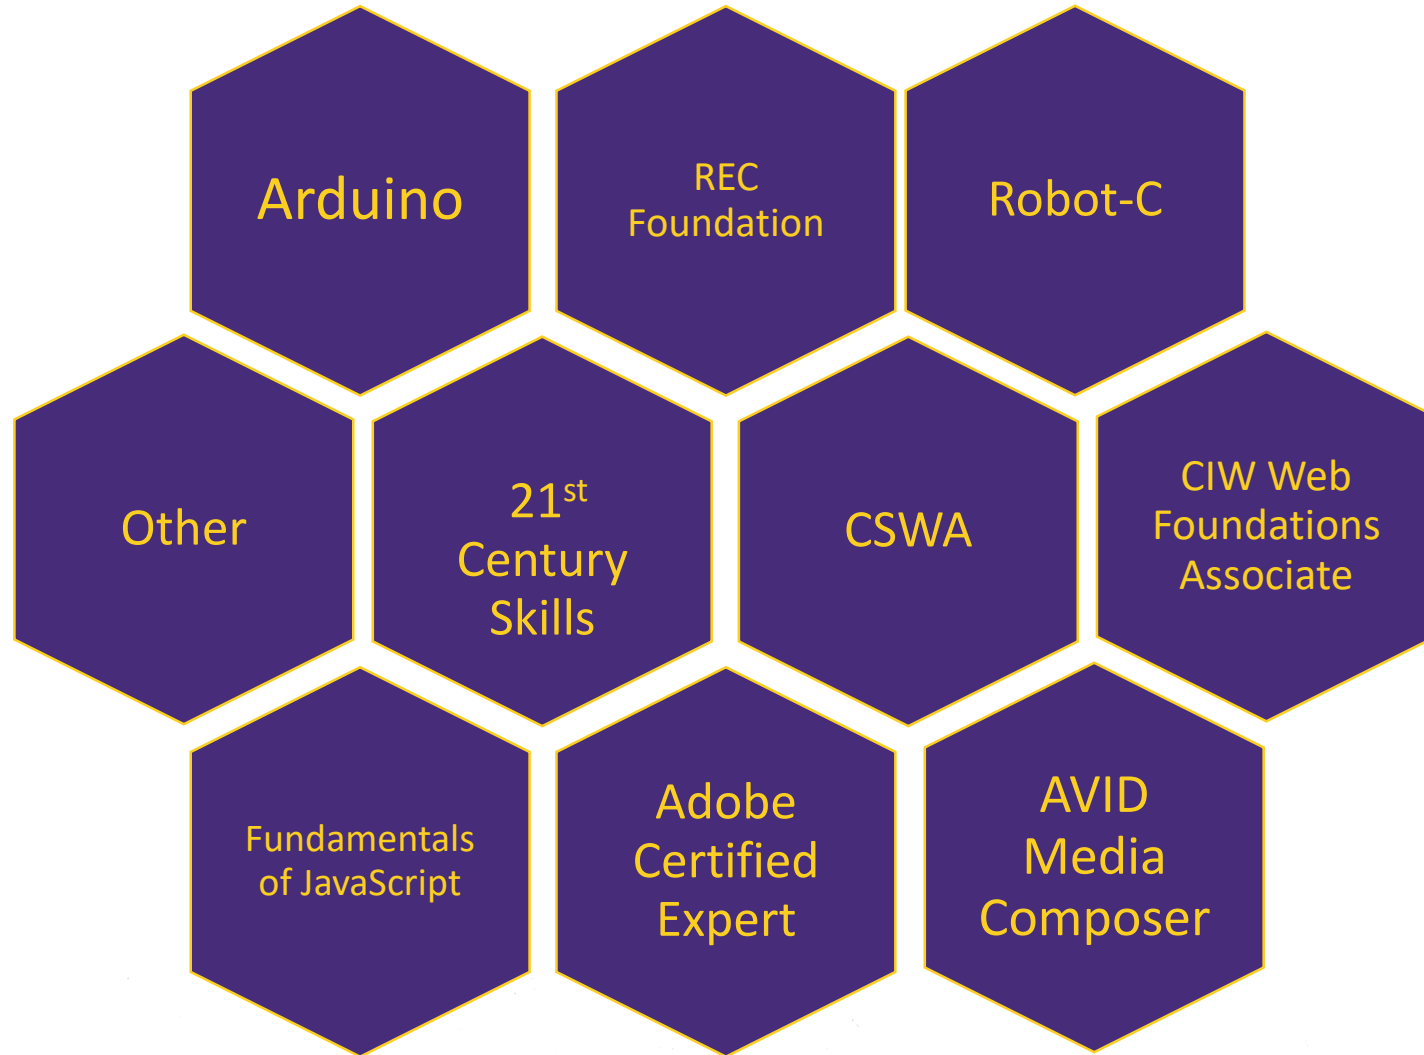 Arduino
REC
Foundation
Robot-C
Other
21st
Century
Skills
CSWA
CIW Web
Foundations
Associate
Fundamentals
of JavaScript
Adobe
Certified
Expert
AVID
Media
Composer